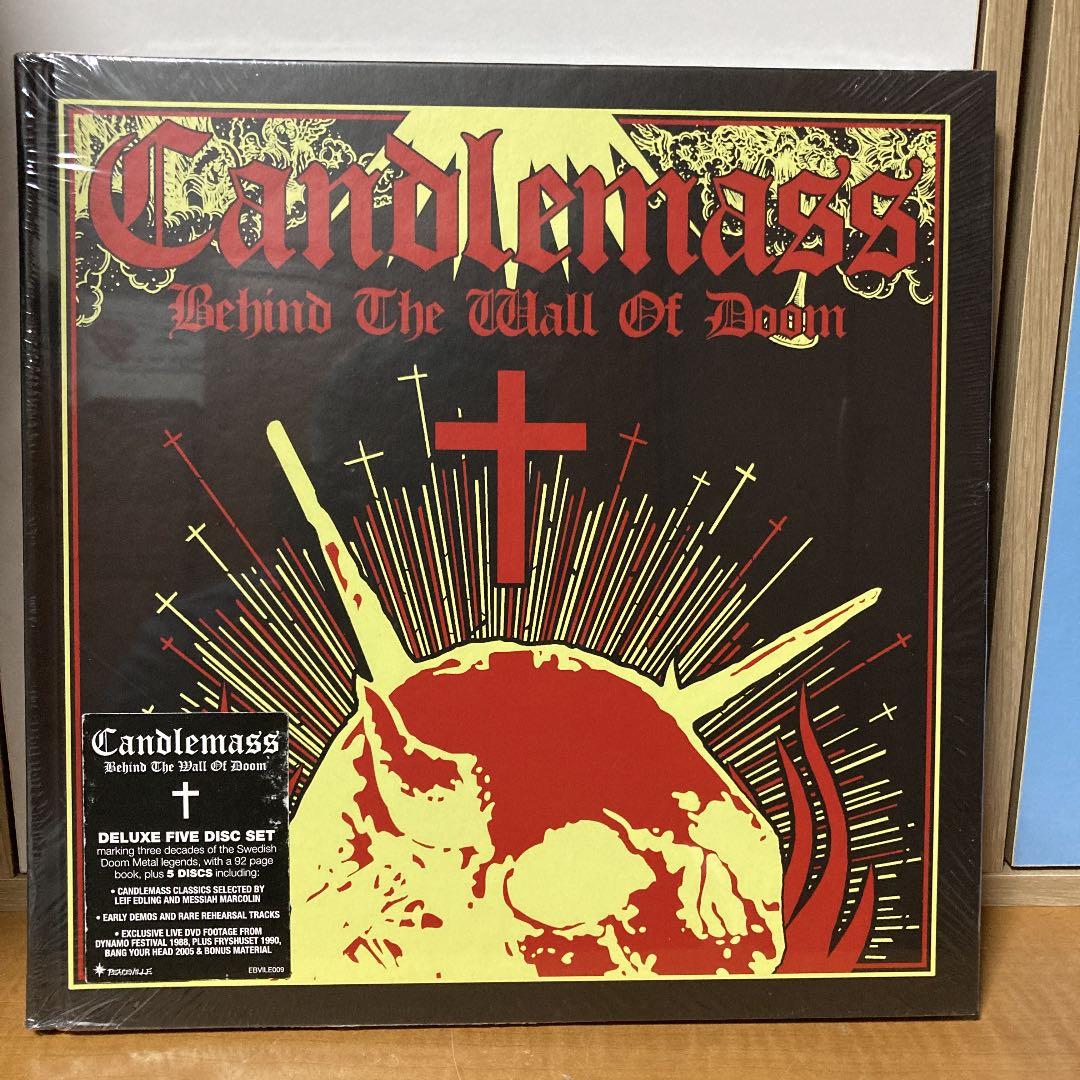 Candlemass
Behind The Wall Of Doom
Candlemass
Behind The Wall Of Doom
DELUXE FIVE DISC SET
marking three decades of the Swedish
Doom Metal legends, with a 92 page
book, plus 5 DISCS including:
• CANDLEMASS CLASSICS SELECTED BY
LEIF EDLING AND MESSIAH MARCOLIN
• EARLY DEMOS AND RARE REHEARSAL TRACKS
• EXCLUSIVE LIVE DVD FOOTAGE FROM
DYNAMO FESTIVAL 1988, PLUS FRYSHUSET 1990,
BANG YOUR HEAD 2005 & BONUS MATERIAL
PEACEVILLE EBVILE009